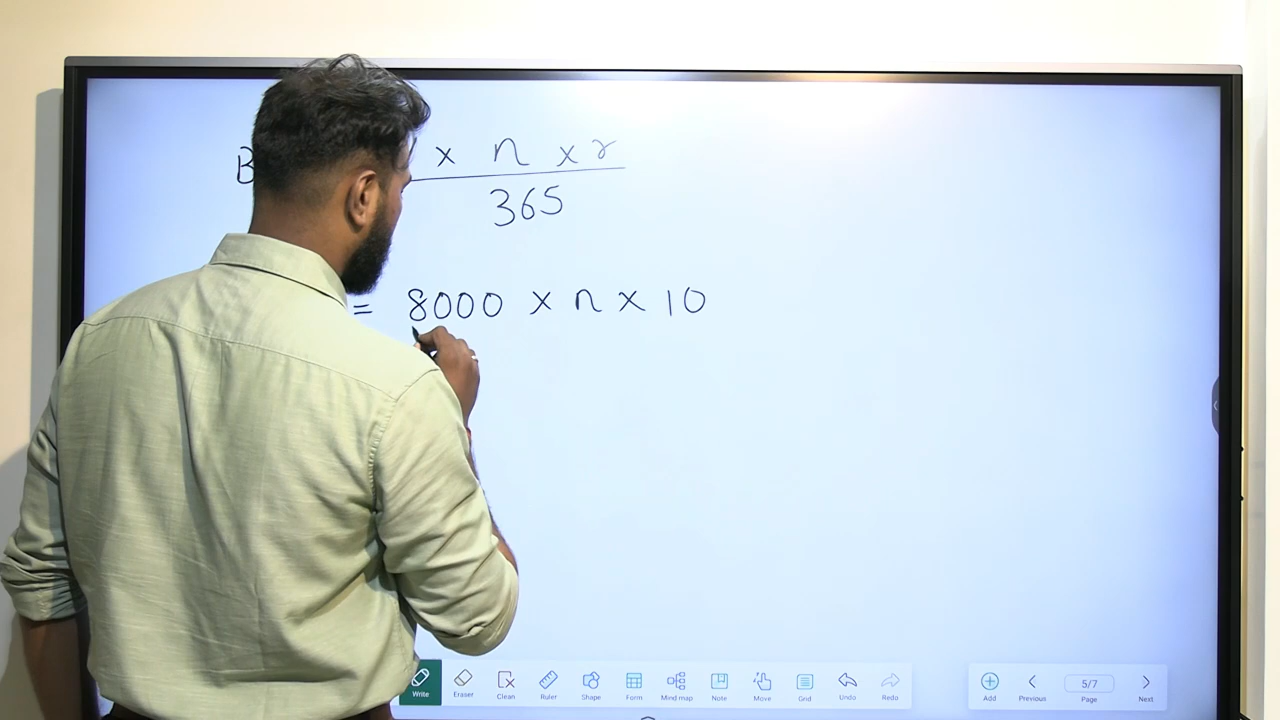 B x n x r
365
= 8000 x n x 10
Write Eraser Clean Ruler Shape Form Mind map Note Move Grid Undo Redo Add Previous 5/7 Page Next